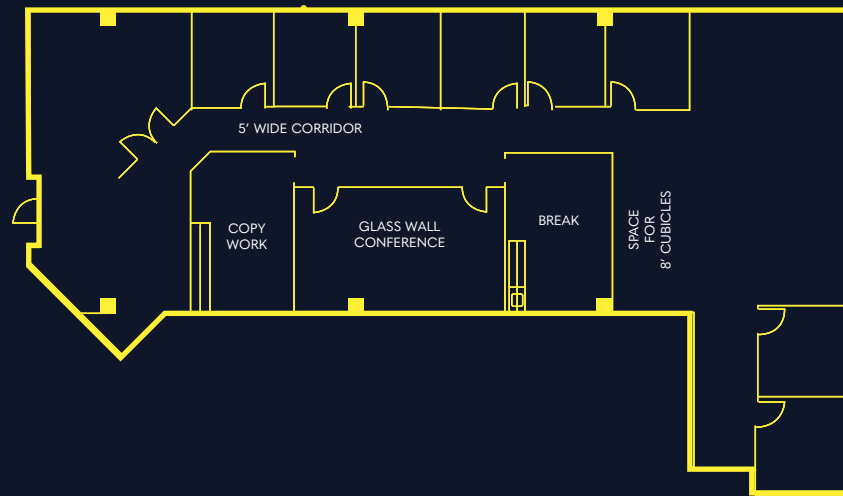 5' WIDE CORRIDOR
COPY
WORK
GLASS WALL
CONFERENCE
BREAK
SPACE
FOR
8' CUBICLES